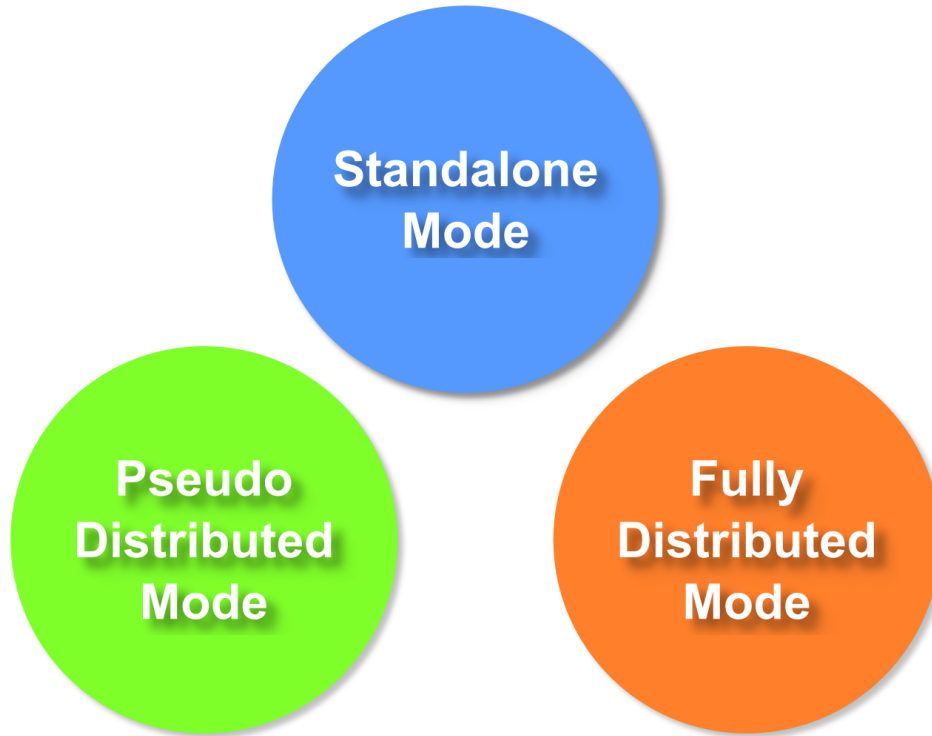 Standalone
Mode
Pseudo
Distributed
Mode
Fully
Distributed
Mode